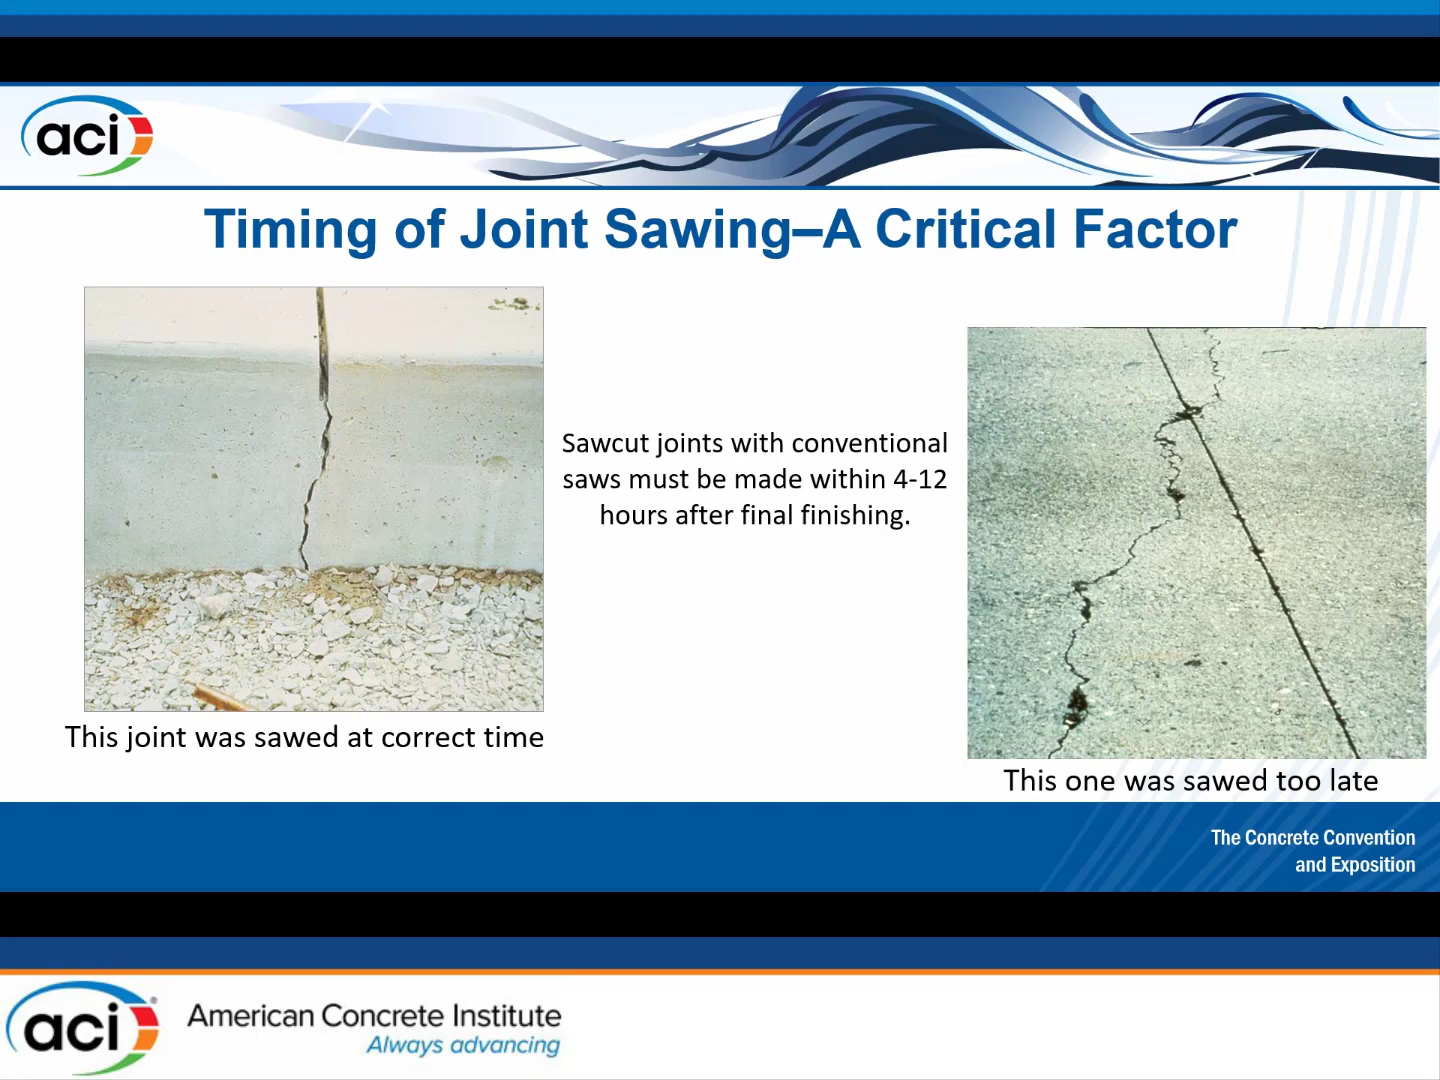 aci
Timing of Joint Sawing–A Critical Factor
Sawcut joints with conventional
saws must be made within 4-12
hours after final finishing.
This joint was sawed at correct time
This one was sawed too late
The Concrete Convention
and Exposition
aci®
American Concrete Institute
Always advancing